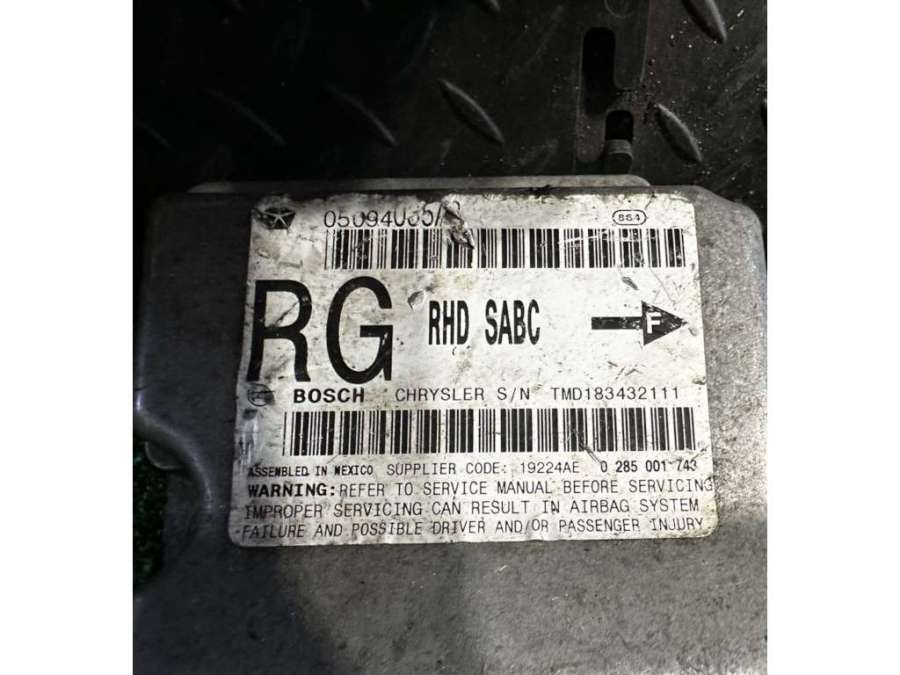 884
RG RHD SABC F
BOSCH CHRYSLER S/N TMD183432111
ASSEMBLED IN MEXICO SUPPLIER CODE: 19224AE 0 285 001 743
WARNING: REFER TO SERVICE MANUAL BEFORE SERVICING
IMPROPER SERVICING CAN RESULT IN AIRBAG SYSTEM
FAILURE AND POSSIBLE DRIVER AND/OR PASSENGER INJURY